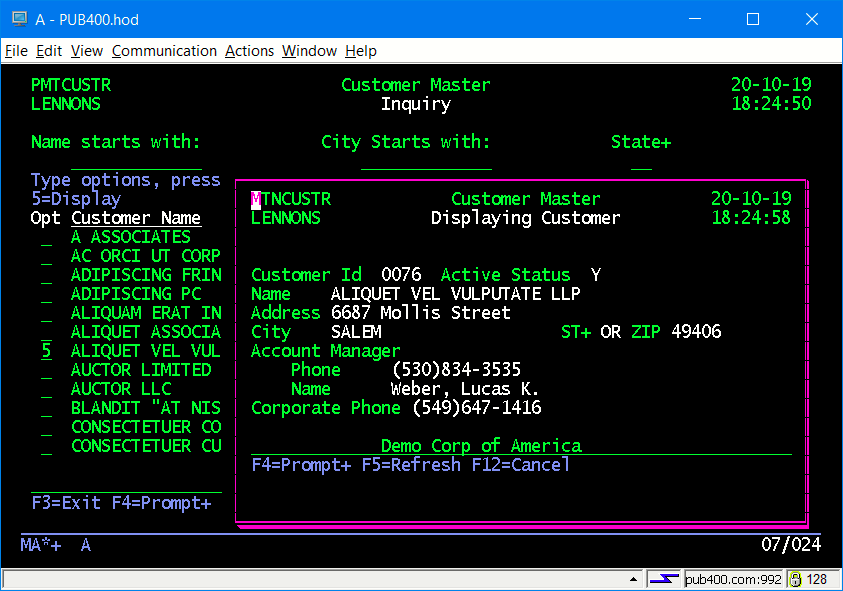 A - PUB400.hod
File Edit View Communication Actions Window Help
PMTCUSTR Customer Master 20-10-19
LENNONS Inquiry 18:24:50
Name starts with: City Starts with: State+
Type options, press
5=Display
Opt Customer Name
A ASSOCIATES
AC ORCI UT CORP
ADIPISCING FRIN
ADIPISCING PC
ALIQUAM ERAT IN
ALIQUET ASSOCIA
5 ALIQUET VEL VUL
AUCTOR LIMITED
AUCTOR LLC
BLANDIT "AT NIS
CONSECTETUER CO
CONSECTETUER CU
F3=Exit F4=Prompt+
MTNCUSTR Customer Master 20-10-19
LENNONS Displaying Customer 18:24:58
Customer Id 0076 Active Status Y
Name ALIQUET VEL VULPUTATE LLP
Address 6687 Mollis Street
City SALEM ST+ OR ZIP 49406
Account Manager
Phone (530)834-3535
Name Weber, Lucas K.
Corporate Phone (549)647-1416
Demo Corp of America
F4=Prompt+ F5=Refresh F12=Cancel
MA*+ A 07/024
pub400.com:992 128